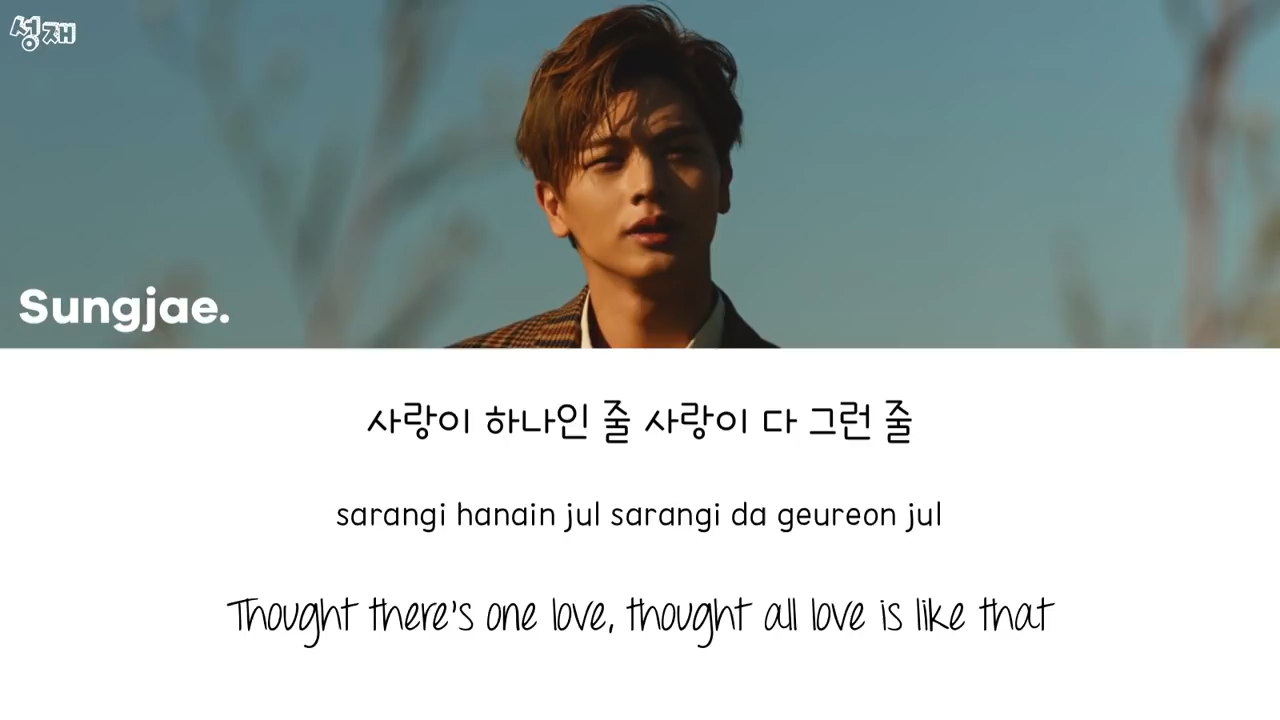 성재
Sungjae.
사랑이 하나인 줄 사랑이 다 그런 줄
sarangi hanain jul sarangi da geureon jul
Thought there's one love, thought all love is like that